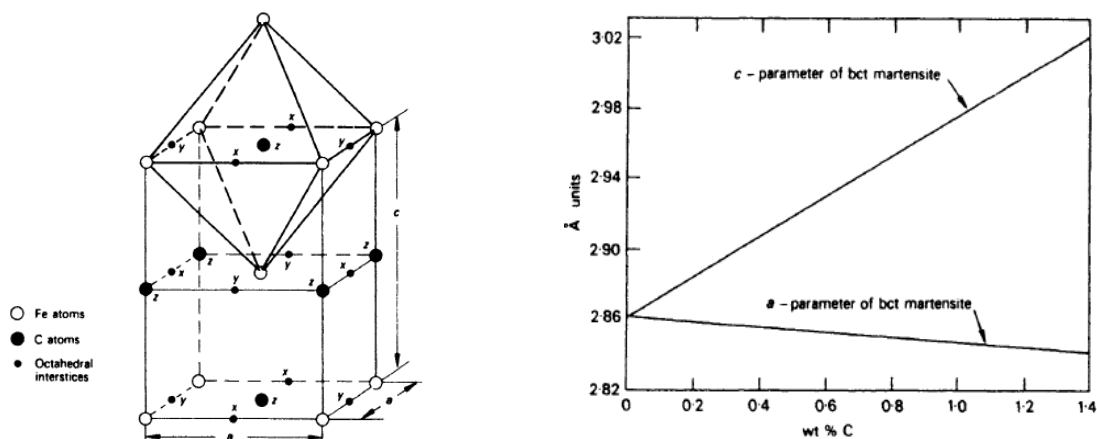 x
z
y
y
x
c
z
z
y
x
x
z
y
z
Fe atoms
C atoms
Octahedral
interstices
x
y
z
y
x
a
a
3·02
2·98
2·94
2·90
2·86
2·82
Å units
c – parameter of bct martensite
a – parameter of bct martensite
0
0·2
0·4
0·6
0·8
1·0
1·2
1·4
wt % C